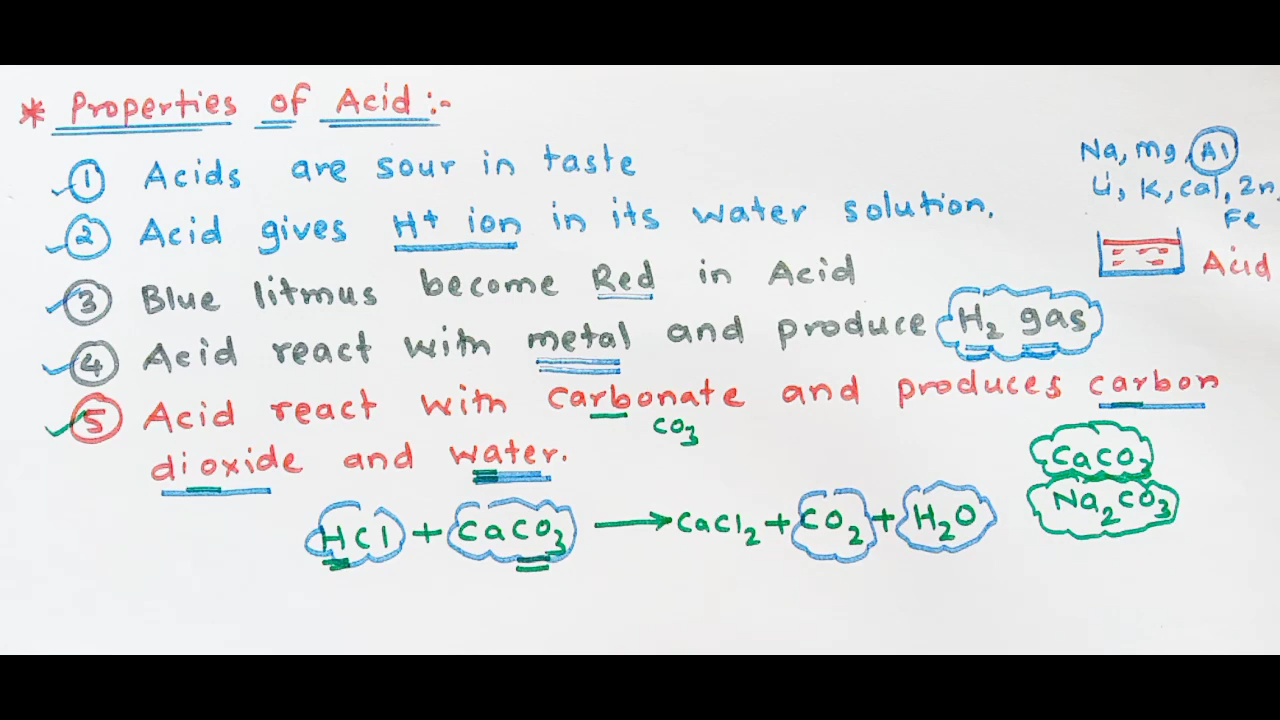 * Properties of Acid :-
① Acids are sour in taste
Na, mg, Al
Li, K, cal, Zn,
Fe
② Acid gives H+ ion in its water solution.
Acid
③ Blue litmus become Red in Acid
④ Acid react with metal and produce H₂ gas
⑤ Acid react with Carbonate and produces carbon
CO₃
dioxide and water.
CaCO₃
Na₂CO₃
HCl + CaCO₃ → CaCl₂ + CO₂ + H₂O